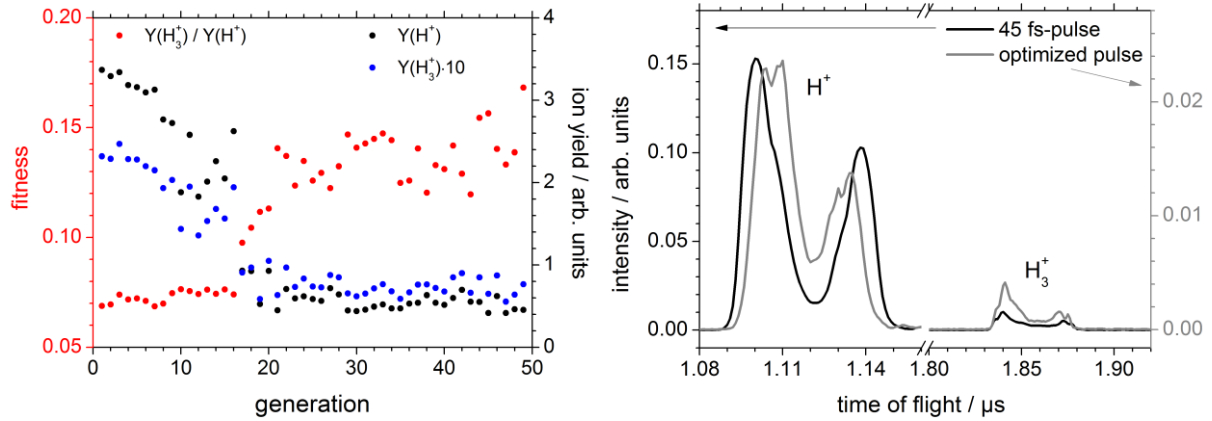 0.20
0.15
0.10
0.05
fitness
Y(H₃⁺) / Y(H⁺)
Y(H⁺)
Y(H₃⁺)·10
4
3
2
1
0
ion yield / arb. units
0 10 20 30 40 50
generation
0.15
0.10
0.05
0.00
intensity / arb. units
45 fs-pulse
optimized pulse
H⁺
H₃⁺
0.02
0.01
0.00
1.08 1.11 1.14 1.80 1.85 1.90
time of flight / µs